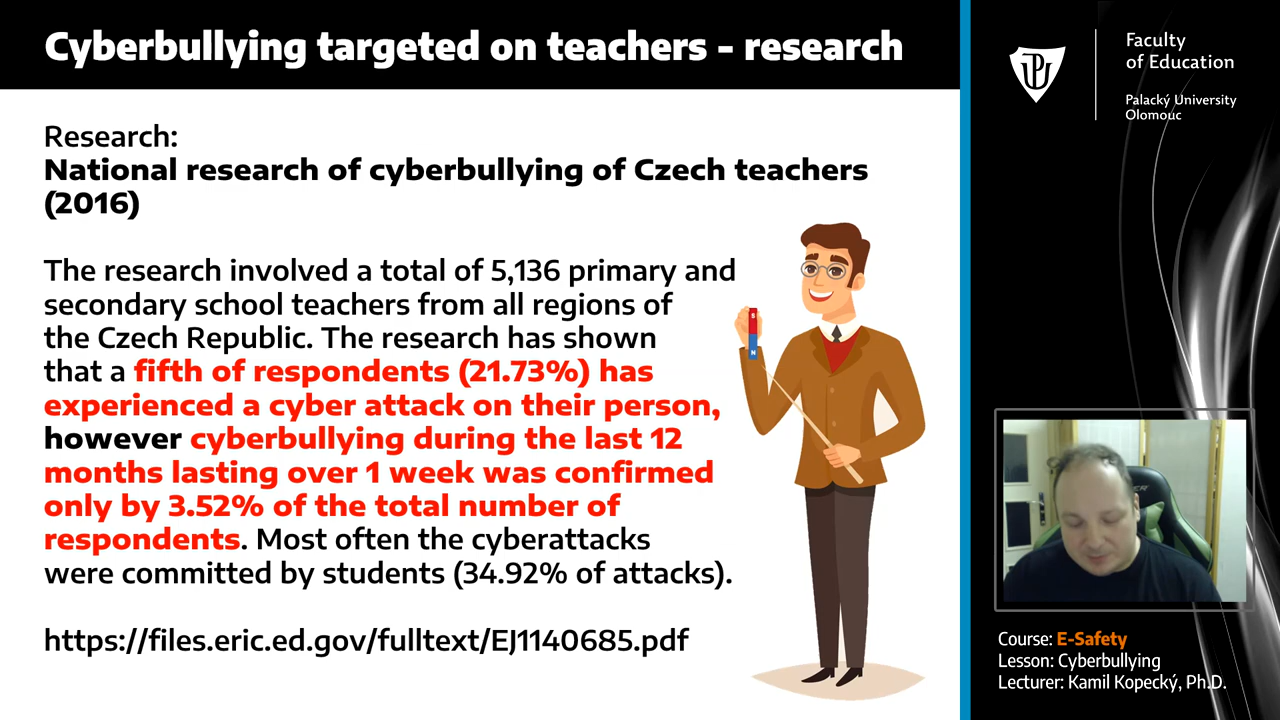 Cyberbullying targeted on teachers - research
Research:
National research of cyberbullying of Czech teachers
(2016)
The research involved a total of 5,136 primary and
secondary school teachers from all regions of
the Czech Republic. The research has shown
that a fifth of respondents (21.73%) has
experienced a cyber attack on their person,
however cyberbullying during the last 12
months lasting over 1 week was confirmed
only by 3.52% of the total number of
respondents. Most often the cyberattacks
were committed by students (34.92% of attacks).
https://files.eric.ed.gov/fulltext/EJ1140685.pdf
S
N
UP
Faculty
of Education
Palacký University
Olomouc
Course: E-Safety
Lesson: Cyberbullying
Lecturer: Kamil Kopecký, Ph.D.